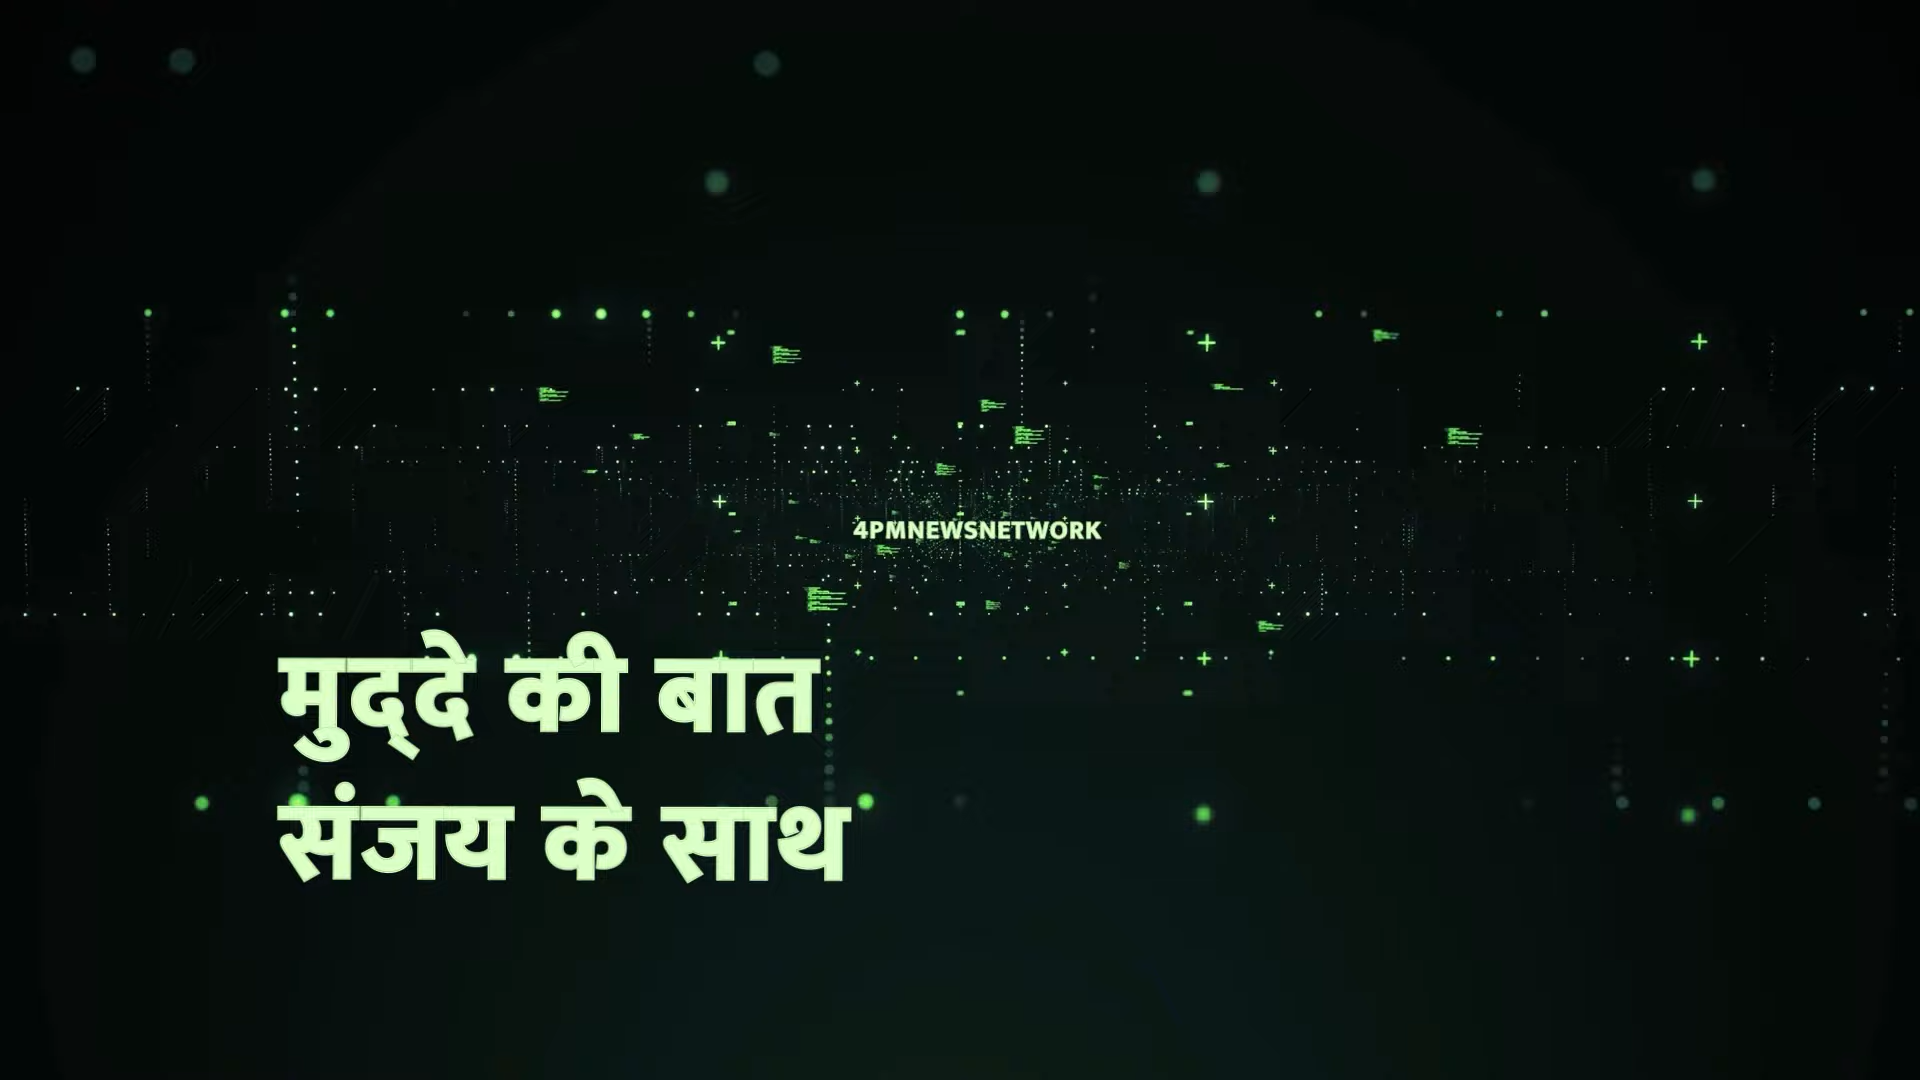 4PMNEWSNETWORK
मुद्‌दे की बात
संजय के साथ